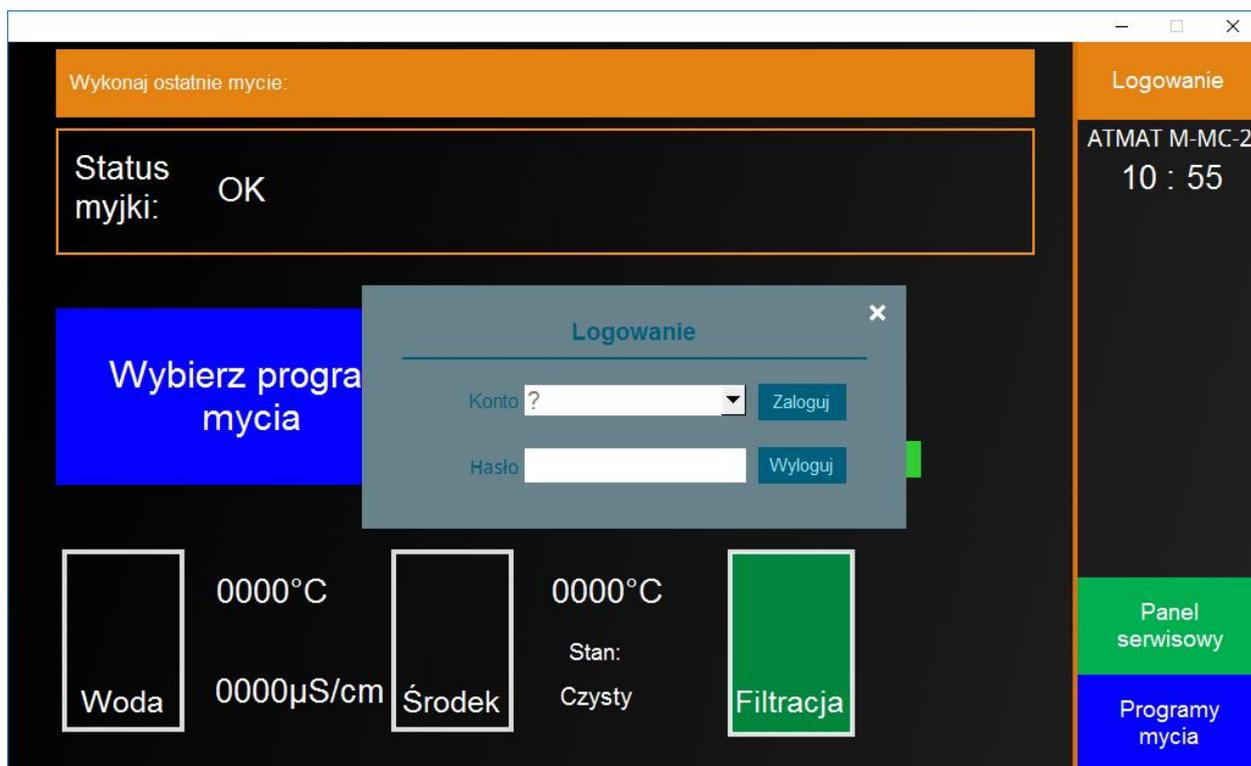 Wykonaj ostatnie mycie:
Logowanie
ATMAT M-MC-2
10 : 55
Status
myjki:
OK
Wybierz progra
mycia
Logowanie
Konto
?
Zaloguj
Hasło
Wyloguj
0000°C
0000µS/cm
Woda
0000°C
Stan:
Czysty
Środek
Filtracja
Panel
serwisowy
Programy
mycia